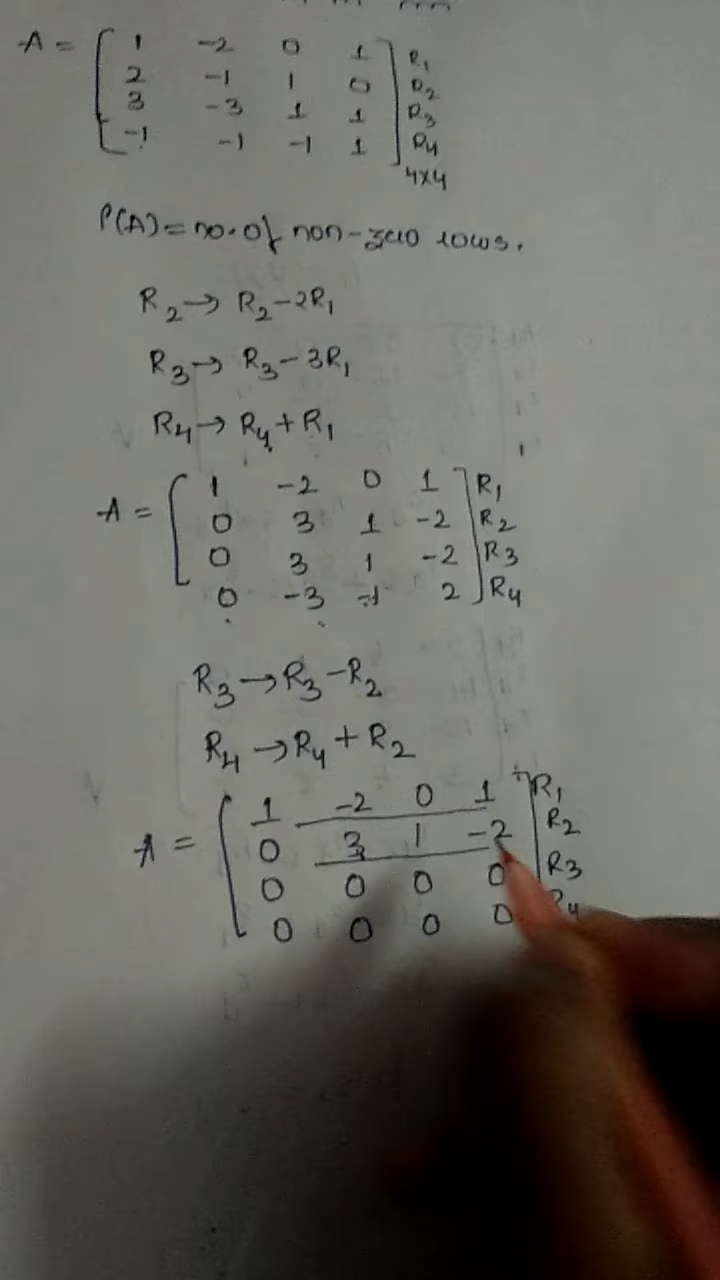 A = [ 1 -2 0 1 ] R1
2 -1 1 0 R2
3 -3 1 1 R3
-1 -1 -1 1 R4
4x4
P(A) = no. of non-zero rows.
R2 → R2 - 2R1
R3 → R3 - 3R1
R4 → R4 + R1
A = [ 1 -2 0 1 ] R1
0 3 1 -2 R2
0 3 1 -2 R3
0 -3 -1 2 R4
R3 → R3 - R2
R4 → R4 + R2
A = [ 1 -2 0 1 ] R1
0 3 1 -2 R2
0 0 0 0 R3
0 0 0 0